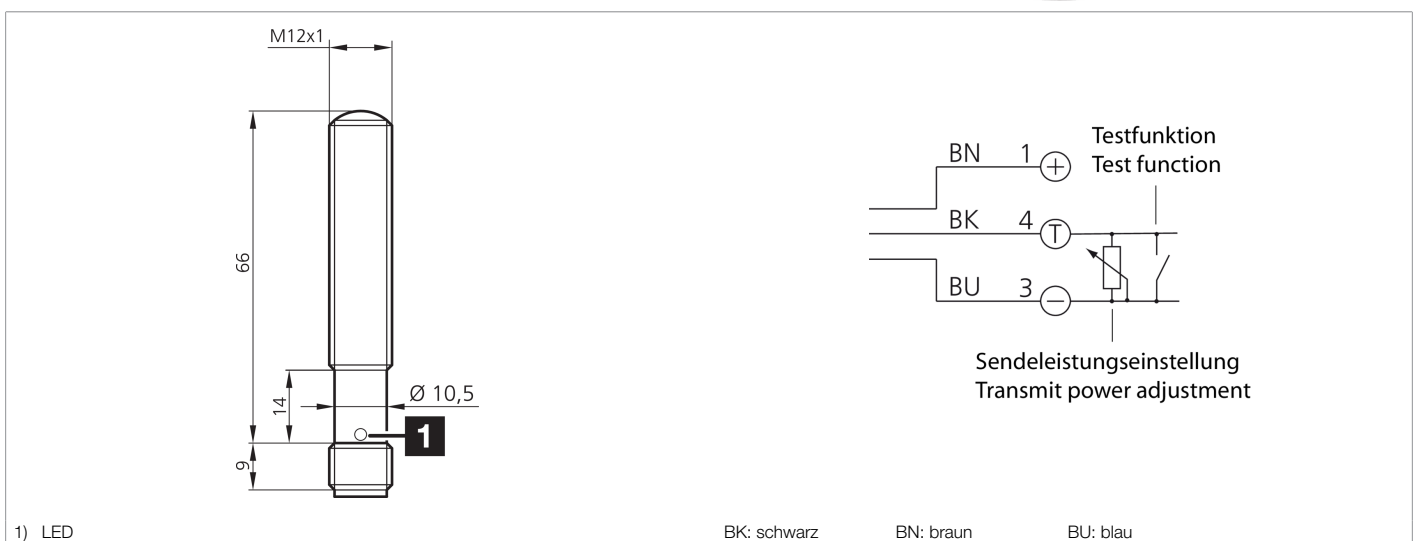 M12x1
66
14
Ø 10,5
1
9
1) LED
Testfunktion
Test function
BN 1 +
BK 4 T
BU 3 −
Sendeleistungseinstellung
Transmit power adjustment
BK: schwarz BN: braun BU: blau